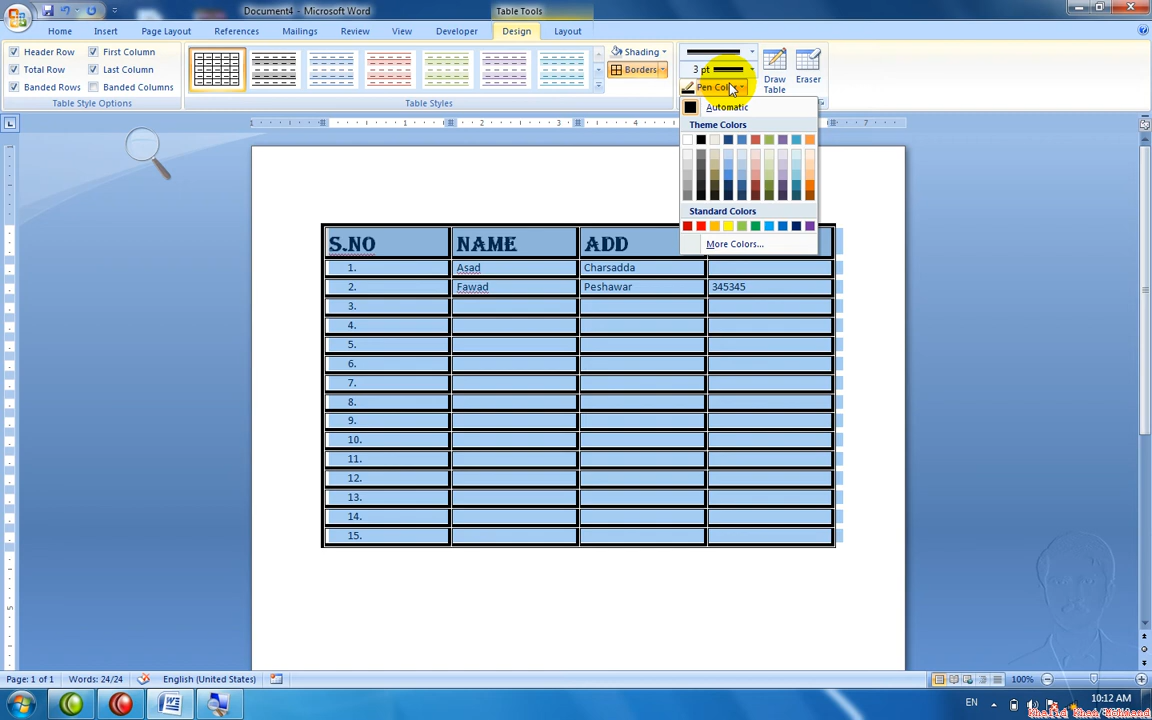 Document4 - Microsoft Word
Table Tools
Home Insert Page Layout References Mailings Review View Developer Design Layout
Header Row First Column
Total Row Last Column
Banded Rows Banded Columns
Table Style Options
Table Styles
Shading
Borders
3 pt
Pen Color
Draw Table
Eraser
Automatic
Theme Colors
Standard Colors
More Colors...
S.NO NAME ADD
1. Asad Charsadda
2. Fawad Peshawar 345345
3.
4.
5.
6.
7.
8.
9.
10.
11.
12.
13.
14.
15.
Page: 1 of 1 Words: 24/24 English (United States) 100%
EN 10:12 AM